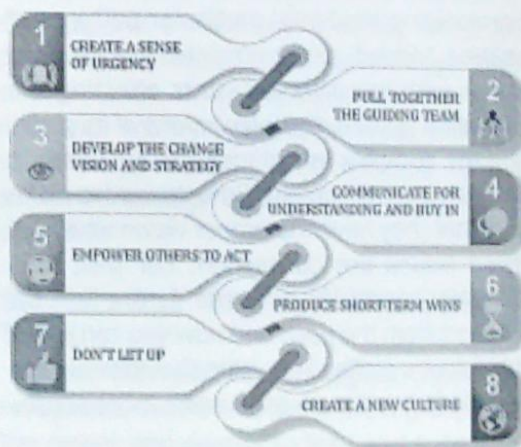 1
CREATE A SENSE
OF URGENCY
2
PULL TOGETHER
THE GUIDING TEAM
3
DEVELOP THE CHANGE
VISION AND STRATEGY
4
COMMUNICATE FOR
UNDERSTANDING AND BUY IN
5
EMPOWER OTHERS TO ACT
6
PRODUCE SHORT-TERM WINS
7
DON'T LET UP
8
CREATE A NEW CULTURE